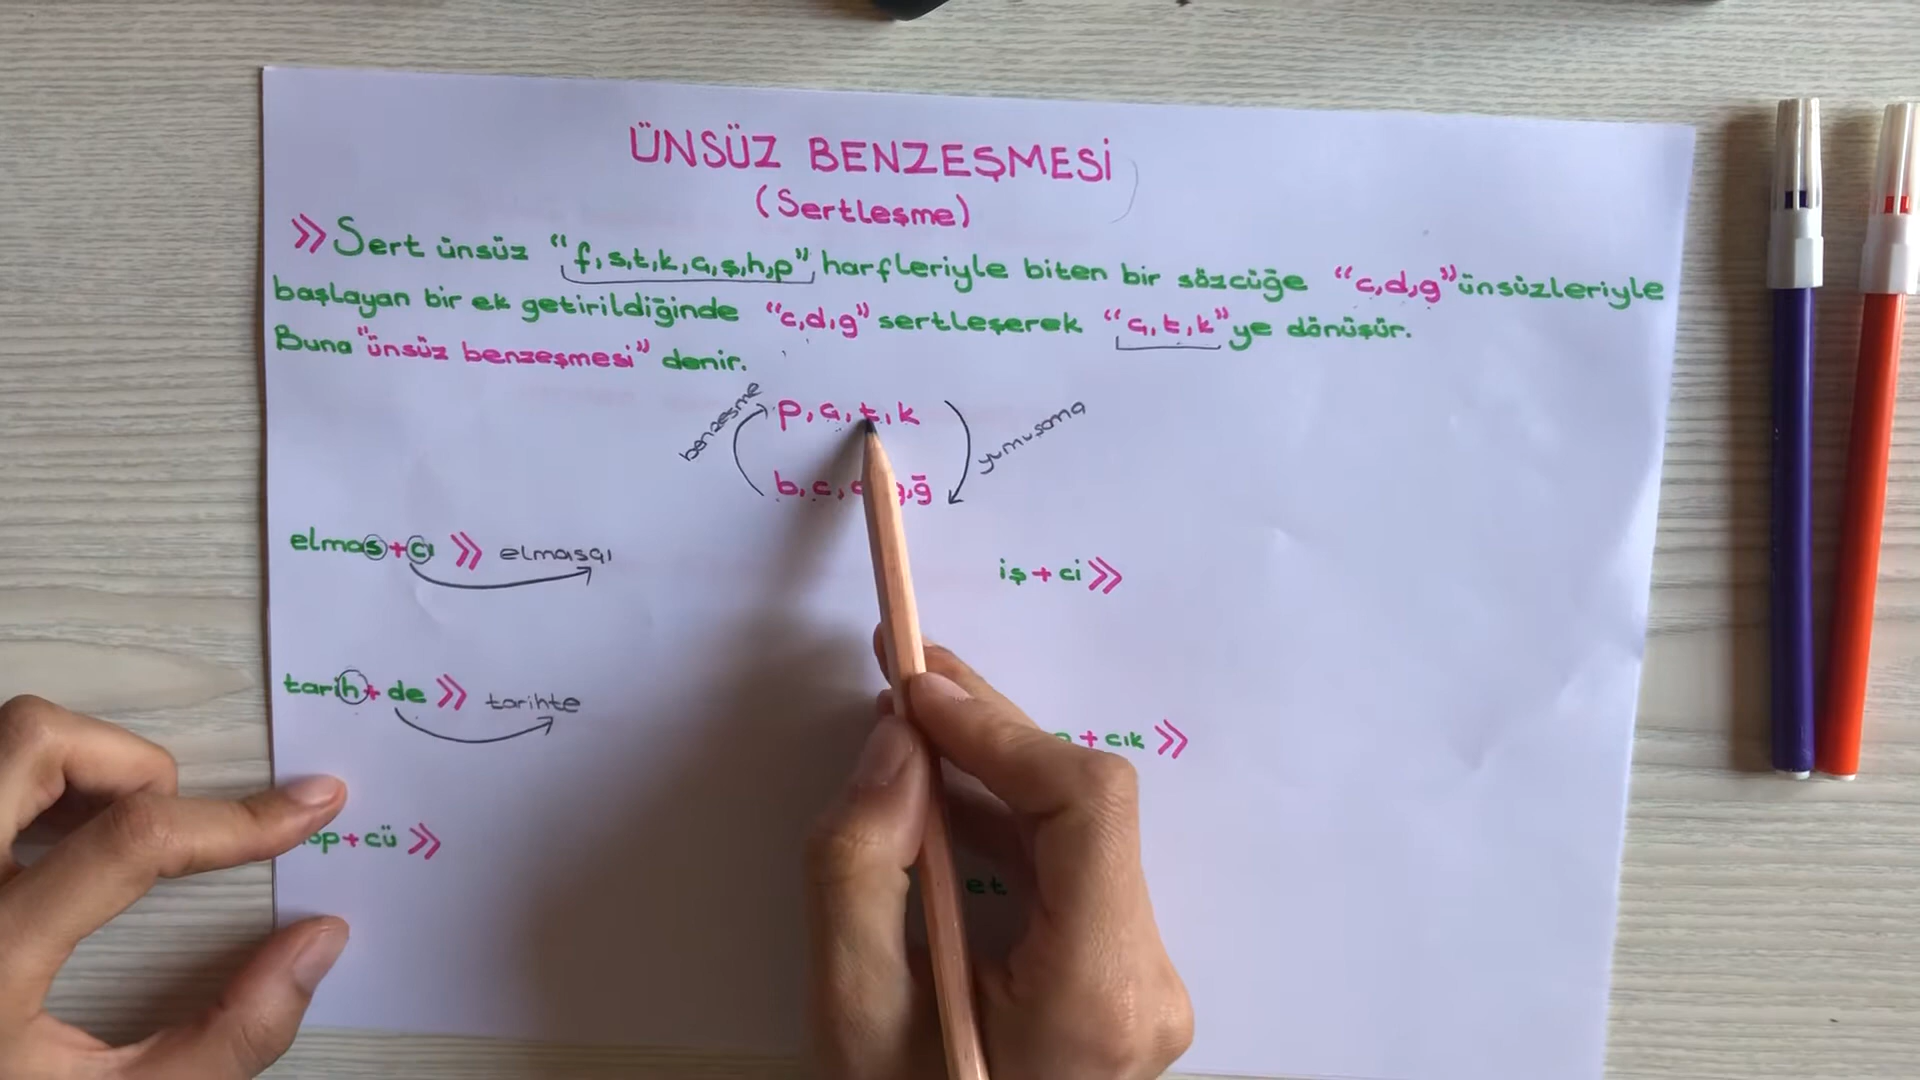 ÜNSÜZ BENZEŞMESİ
(Sertleşme)
» Sert ünsüz "f,s,t,k,ç,ş,h,p" harfleriyle biten bir sözcüğe "c,d,g" ünsüzleriyle
başlayan bir ek getirildiğinde "c,d,g" sertleşerek "ç,t,k" ye dönüşür.
Buna "ünsüz benzeşmesi" denir.
benzeşme
p,ç,t,k
yumuşama
b,c,
,ğ
elmas+cı » elmasçı
iş+ci »
tarih+de » tarihte
+cık »
+cü »
et